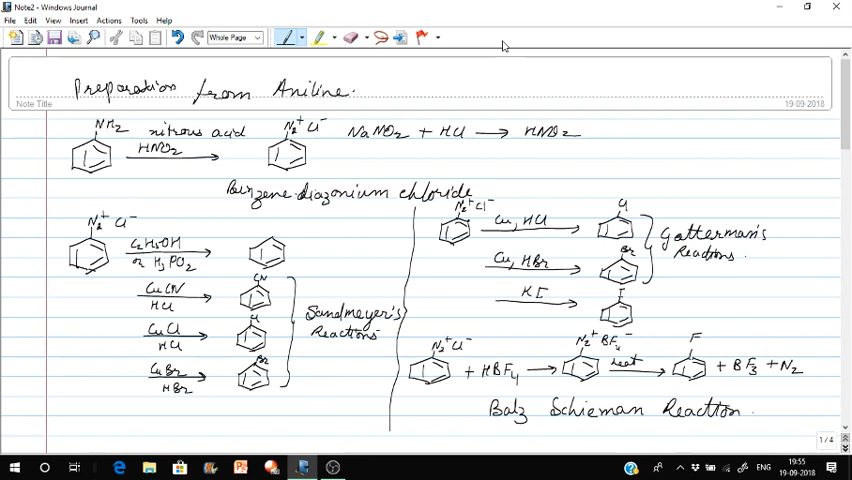 Note2 - Windows Journal
File Edit View Insert Actions Tools Help
Whole Page
Preparation from Aniline.
Note Title
19-09-2018
NH2 nitrous acid HNO2 N2+ Cl- NaNO2 + HCl → HNO2
Benzene diazonium chloride
N2+ Cl- C2H5OH or H3PO2
CuCN HCl CN
CuCl HCl Cl
CuBr HBr Br
Sandmeyer's
Reactions
N2+Cl- Cu, HCl Cl
Cu, HBr Br
Gattermann's
Reactions.
KI I
N2+Cl- + HBF4 → N2+ BF4- heat → F + BF3 + N2
Balz Schieman Reaction.
1/4
ENG
19:55
19-09-2018